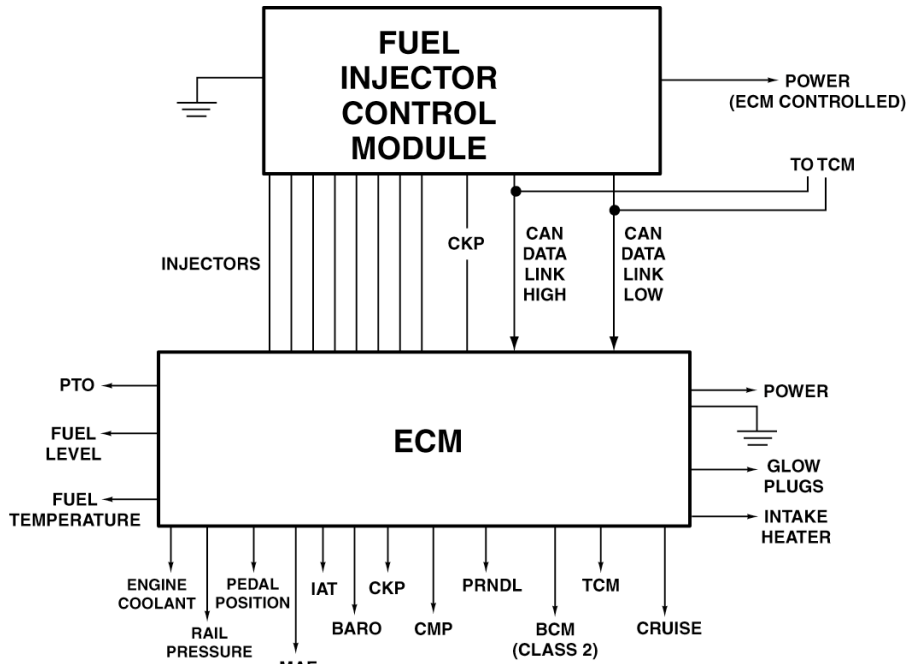 FUEL
INJECTOR
CONTROL
MODULE
POWER
(ECM CONTROLLED)
TO TCM
INJECTORS
CKP
CAN
DATA
LINK
HIGH
CAN
DATA
LINK
LOW
PTO
FUEL
LEVEL
FUEL
TEMPERATURE
ECM
POWER
GLOW
PLUGS
INTAKE
HEATER
ENGINE
COOLANT
RAIL
PRESSURE
PEDAL
POSITION
IAT
BARO
CKP
CMP
PRNDL
BCM
(CLASS 2)
TCM
CRUISE